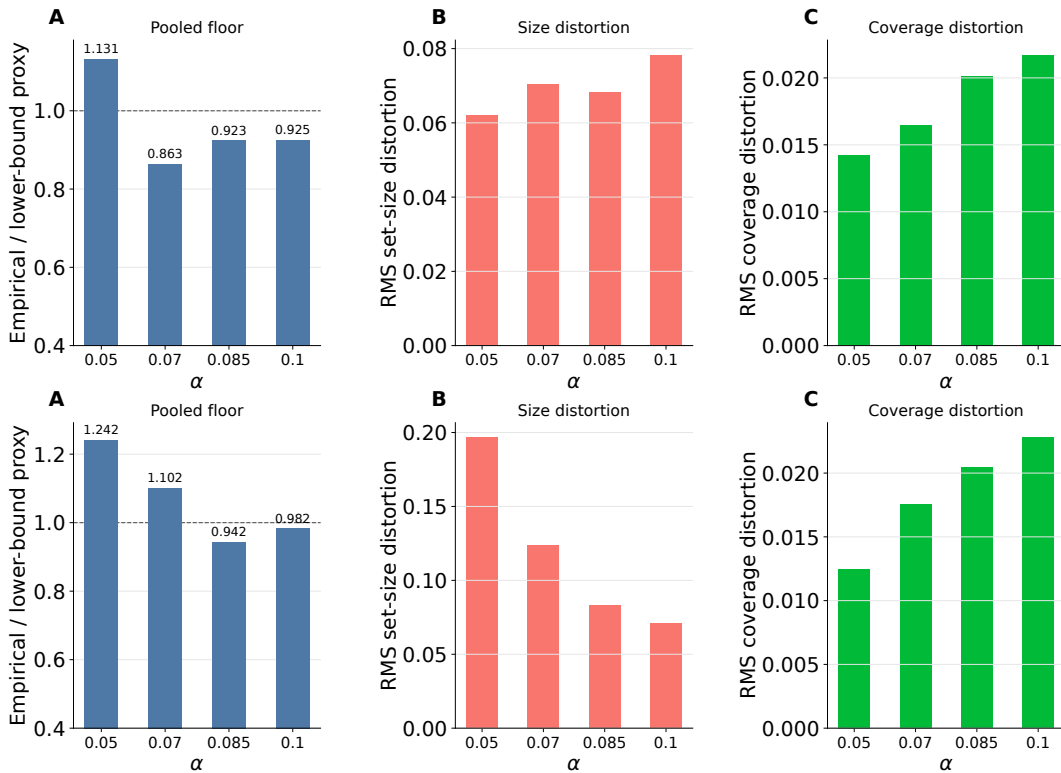 A
Pooled floor
Empirical / lower-bound proxy
1.0
0.8
0.6
0.4
1.131
0.863
0.923
0.925
0.05
0.07
0.085
0.1
α
B
Size distortion
RMS set-size distortion
0.08
0.06
0.04
0.02
0.00
0.05
0.07
0.085
0.1
α
C
Coverage distortion
RMS coverage distortion
0.020
0.015
0.010
0.005
0.000
0.05
0.07
0.085
0.1
α
A
Pooled floor
Empirical / lower-bound proxy
1.2
1.0
0.8
0.6
0.4
1.242
1.102
0.942
0.982
0.05
0.07
0.085
0.1
α
B
Size distortion
RMS set-size distortion
0.20
0.15
0.10
0.05
0.00
0.05
0.07
0.085
0.1
α
C
Coverage distortion
RMS coverage distortion
0.020
0.015
0.010
0.005
0.000
0.05
0.07
0.085
0.1
α